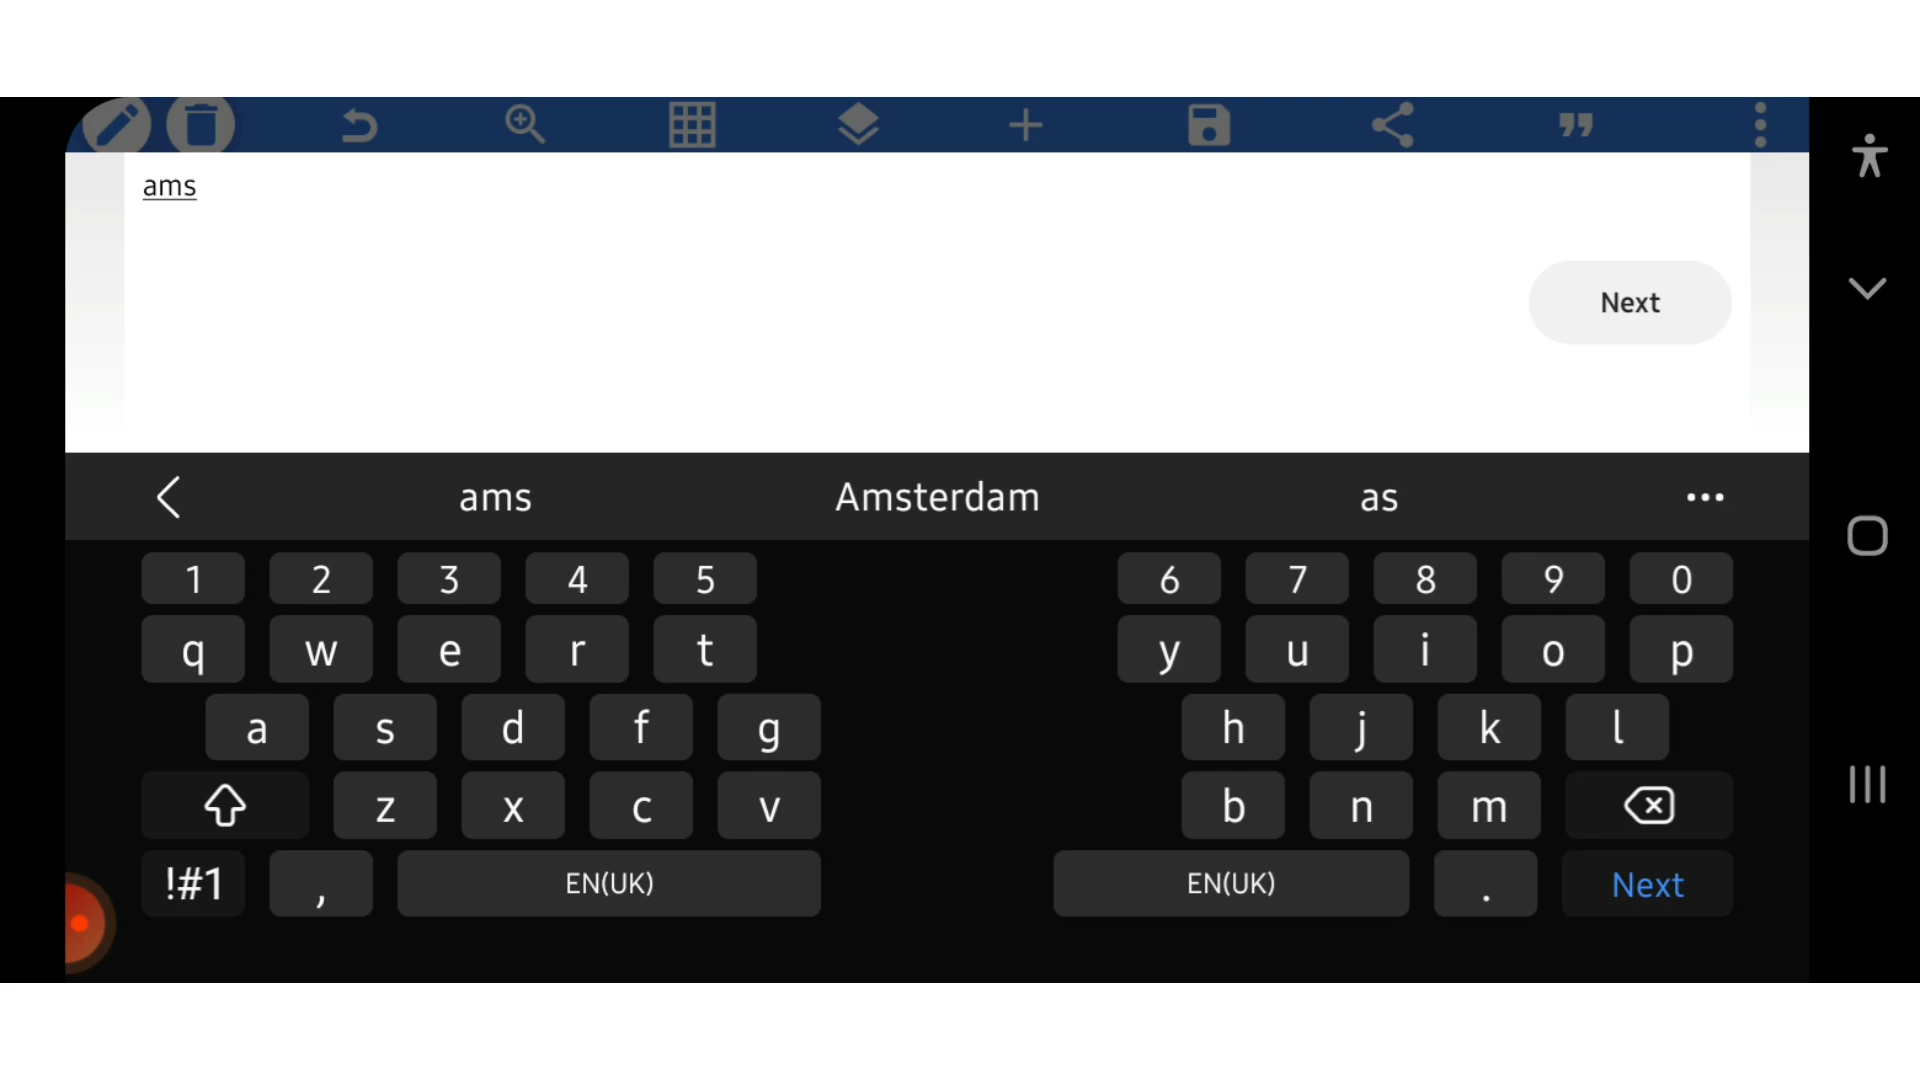 ams
Next
ams Amsterdam as
1 2 3 4 5 6 7 8 9 0
q w e r t y u i o p
a s d f g h j k l
z x c v b n m
!#1 , EN(UK) EN(UK) . Next